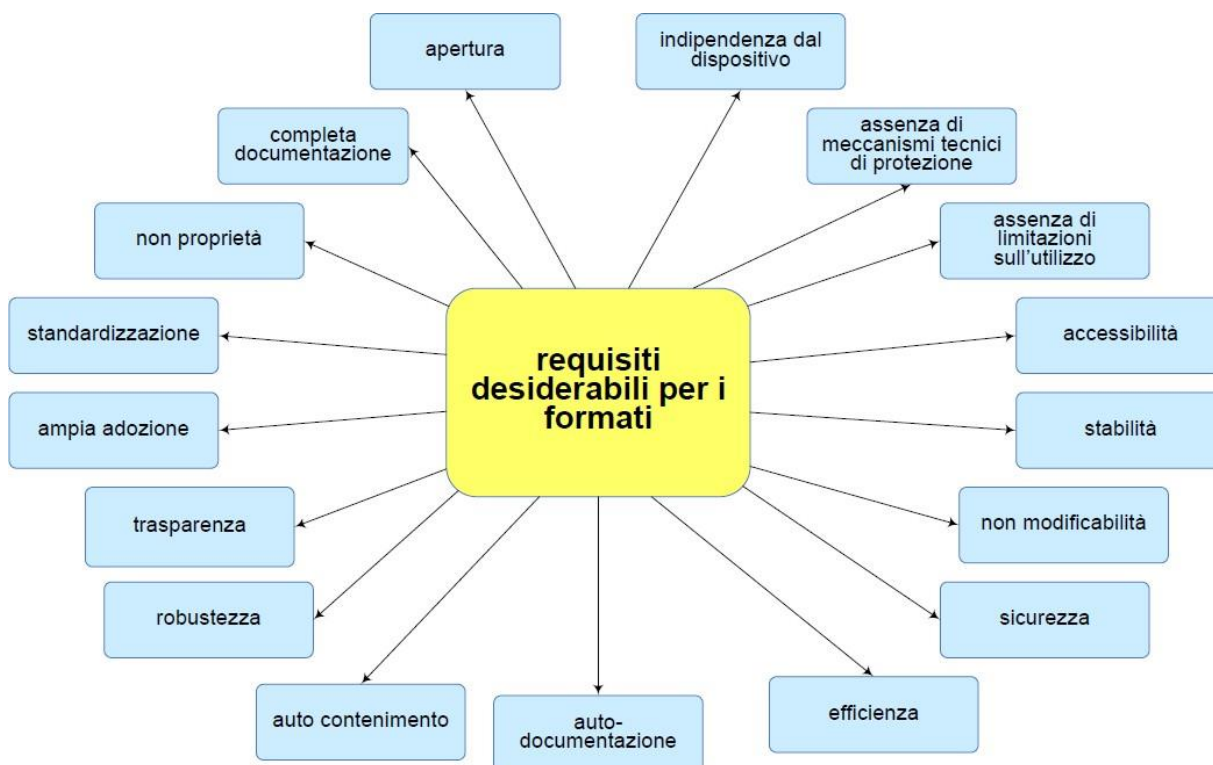 apertura
indipendenza dal
dispositivo
completa
documentazione
assenza di
meccanismi tecnici
di protezione
non proprietà
assenza di
limitazioni
sull'utilizzo
standardizzazione
requisiti
desiderabili per i
formati
accessibilità
ampia adozione
stabilità
trasparenza
non modificabilità
robustezza
sicurezza
auto contenimento
auto-
documentazione
efficienza